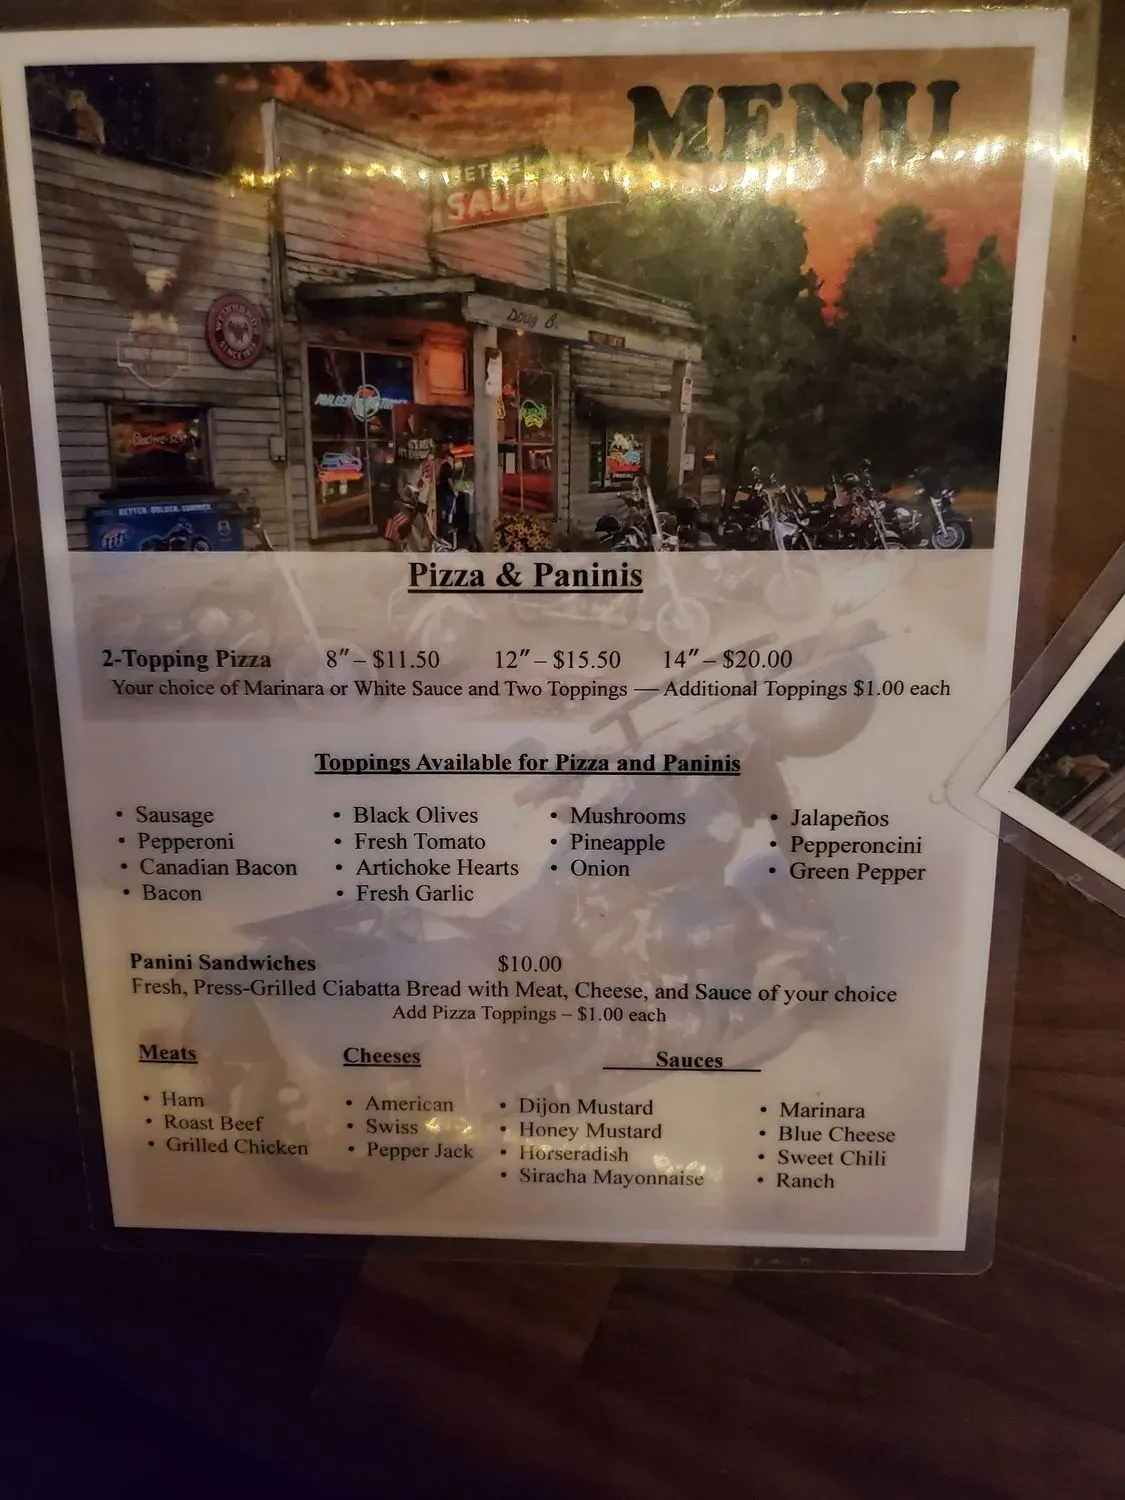 MENU
SALOON
Doug B.
BETTER. GOLDEN. SUMMER.
Pizza & Paninis
2-Topping Pizza 8″ – $11.50 12″ – $15.50 14″ – $20.00
Your choice of Marinara or White Sauce and Two Toppings — Additional Toppings $1.00 each
Toppings Available for Pizza and Paninis
• Sausage
• Pepperoni
• Canadian Bacon
• Bacon
• Black Olives
• Fresh Tomato
• Artichoke Hearts
• Fresh Garlic
• Mushrooms
• Pineapple
• Onion
• Jalapeños
• Pepperoncini
• Green Pepper
Panini Sandwiches $10.00
Fresh, Press-Grilled Ciabatta Bread with Meat, Cheese, and Sauce of your choice
Add Pizza Toppings – $1.00 each
Meats
• Ham
• Roast Beef
• Grilled Chicken
Cheeses
• American
• Swiss
• Pepper Jack
Sauces
• Dijon Mustard
• Honey Mustard
• Horseradish
• Siracha Mayonnaise
• Marinara
• Blue Cheese
• Sweet Chili
• Ranch